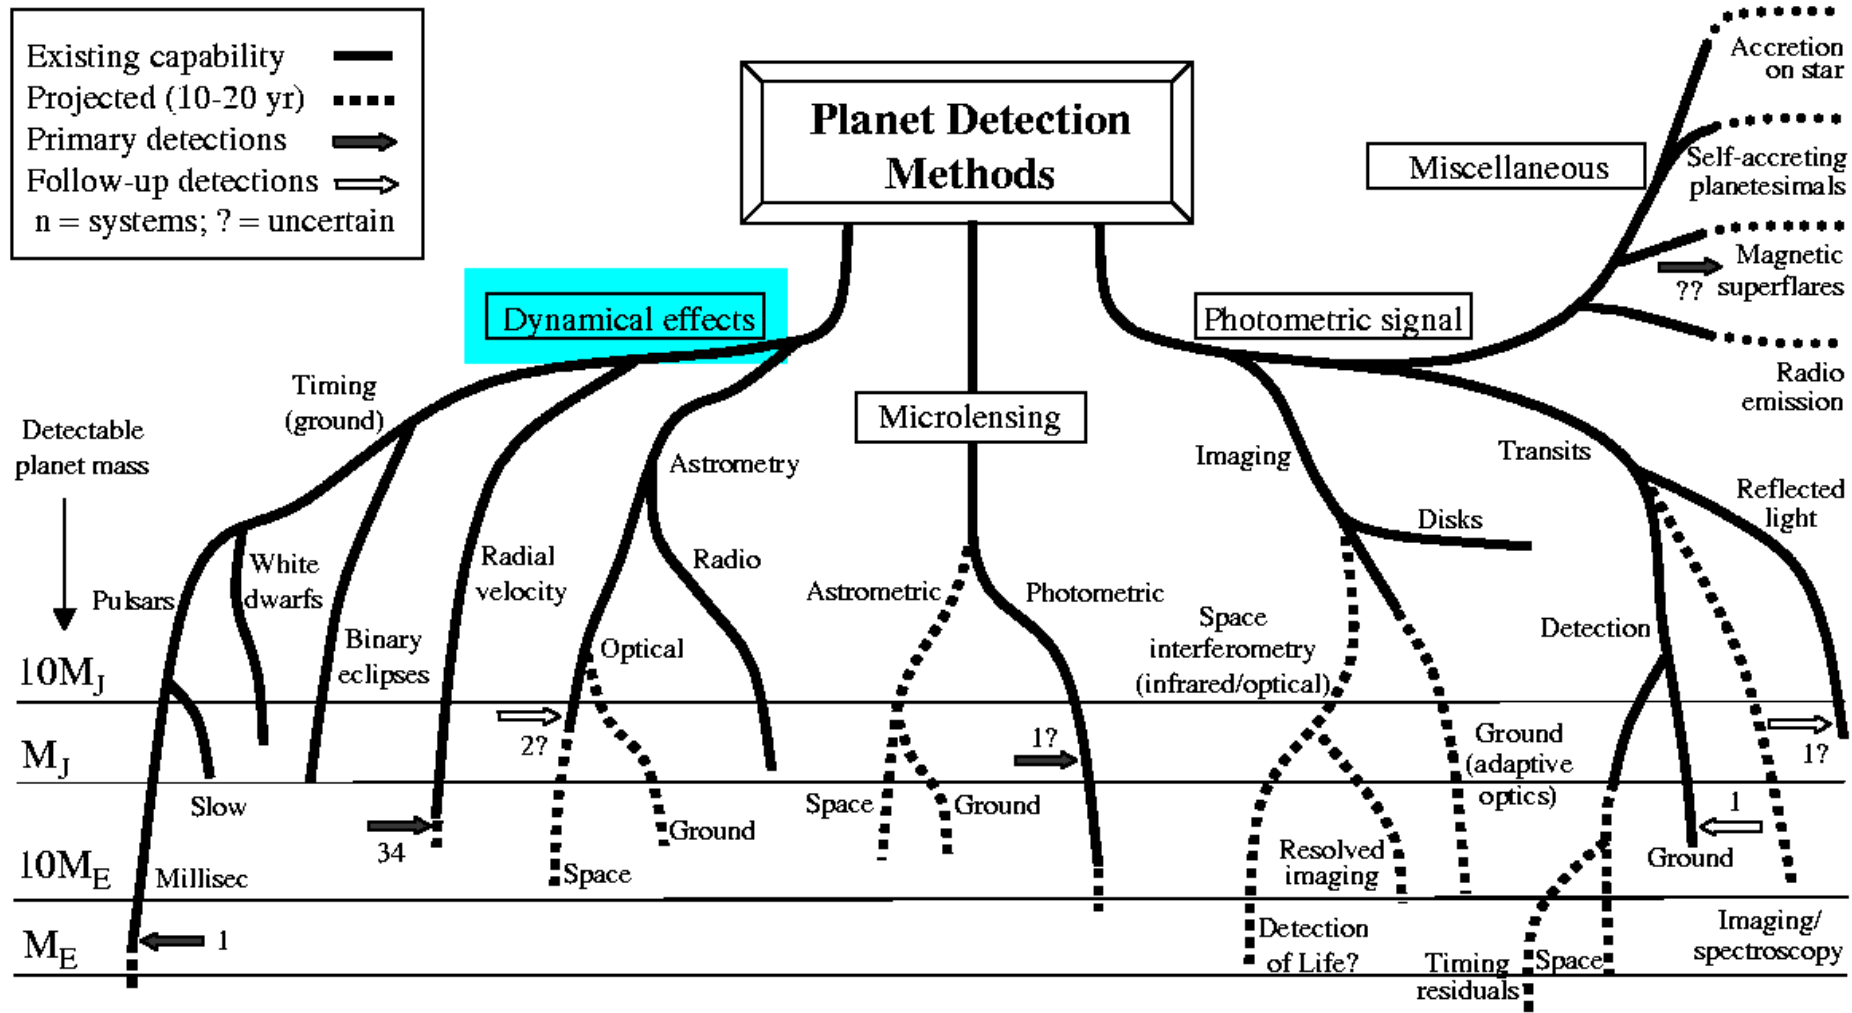 Existing capability
Projected (10-20 yr)
Primary detections
Follow-up detections
n = systems; ? = uncertain
Planet Detection
Methods
Dynamical effects
Microlensing
Photometric signal
Miscellaneous
Accretion
on star
Self-accreting
planetesimals
Magnetic
superflares
??
Radio
emission
Detectable
planet mass
Timing
(ground)
Pulsars
White
dwarfs
Binary
eclipses
Radial
velocity
Astrometry
Radio
Optical
Astrometric
Photometric
Imaging
Disks
Space
interferometry
(infrared/optical)
Ground
(adaptive
optics)
Transits
Reflected
light
Detection
10MJ
MJ
10ME
ME
Slow
Millisec
1
34
2?
Space
Ground
Space
Ground
1?
Resolved
imaging
Detection
of Life?
1?
1
Ground
Timing
residuals
Space
Imaging/
spectroscopy